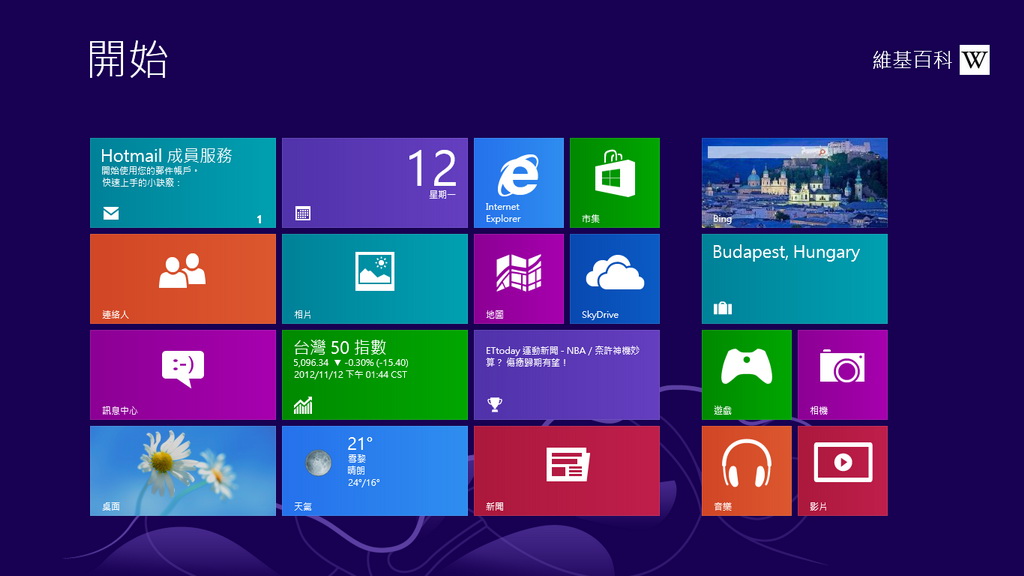 開始
維基百科 W
Hotmail 成員服務
開始使用您的郵件帳戶，
快速上手的小訣竅：
1
12
星期一
Internet
Explorer
市集
Bing
連絡人
相片
地圖
SkyDrive
Budapest, Hungary
:-)
訊息中心
台灣 50 指數
5,096.34 ▼ -0.30% (-15.40)
2012/11/12 下午 01:44 CST
ETtoday 運動新聞 - NBA / 奈許神機妙
算？ 傷癒歸期有望！
遊戲
相機
桌面
21°
雪黎
晴朗
24°/16°
天氣
新聞
音樂
影片